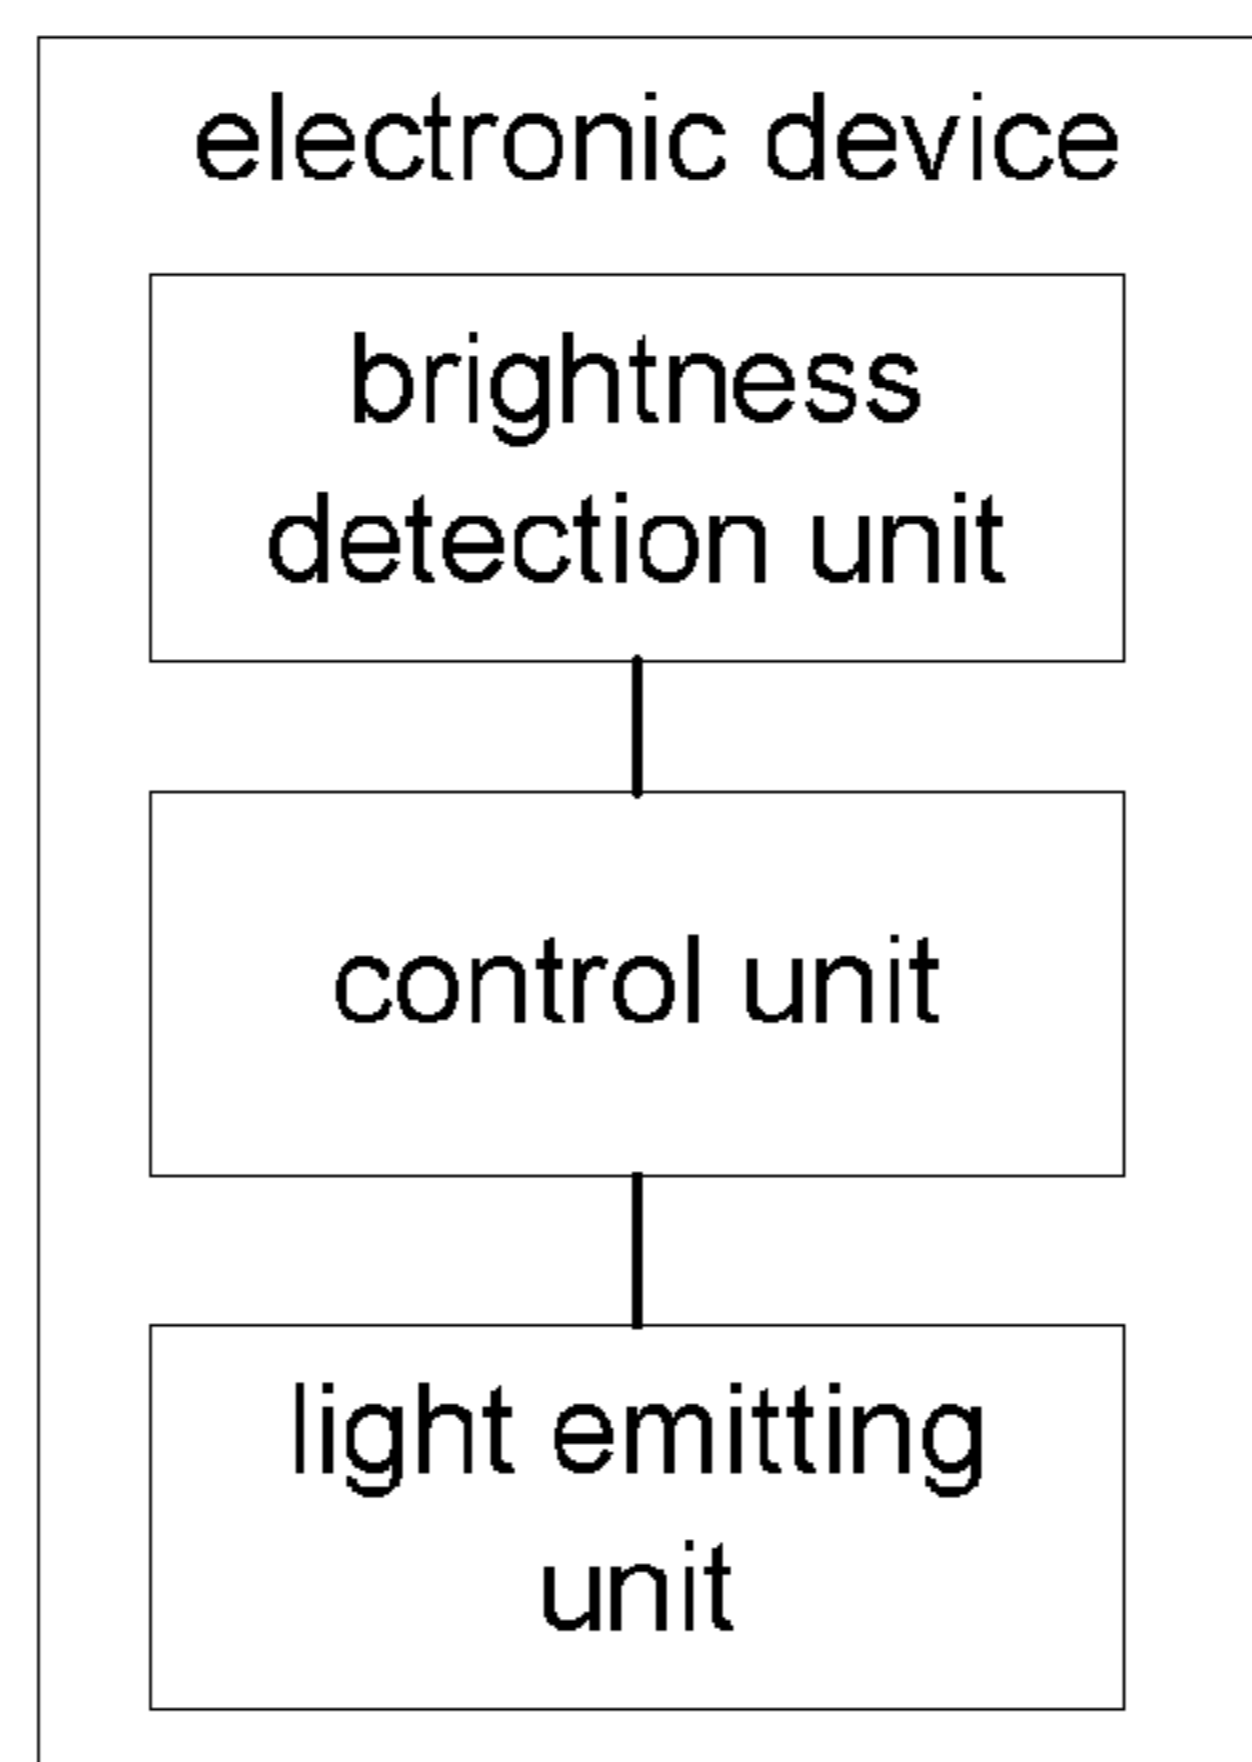 electronic device
brightness
detection unit
control unit
light emitting
unit